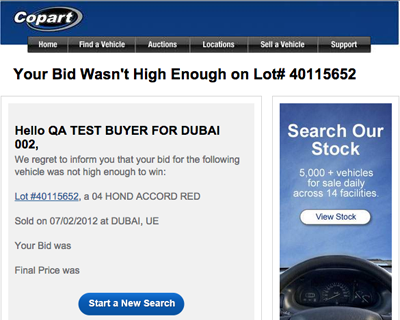 Copart
Home Find a Vehicle Auctions Locations Sell a Vehicle Support
Your Bid Wasn't High Enough on Lot# 40115652
Hello QA TEST BUYER FOR DUBAI
002,
We regret to inform you that your bid for the following
vehicle was not high enough to win:
Lot #40115652, a 04 HOND ACCORD RED
Sold on 07/02/2012 at DUBAI, UE
Your Bid was
Final Price was
Start a New Search
Search Our
Stock
5,000 + vehicles
for sale daily
across 14 facilities.
View Stock